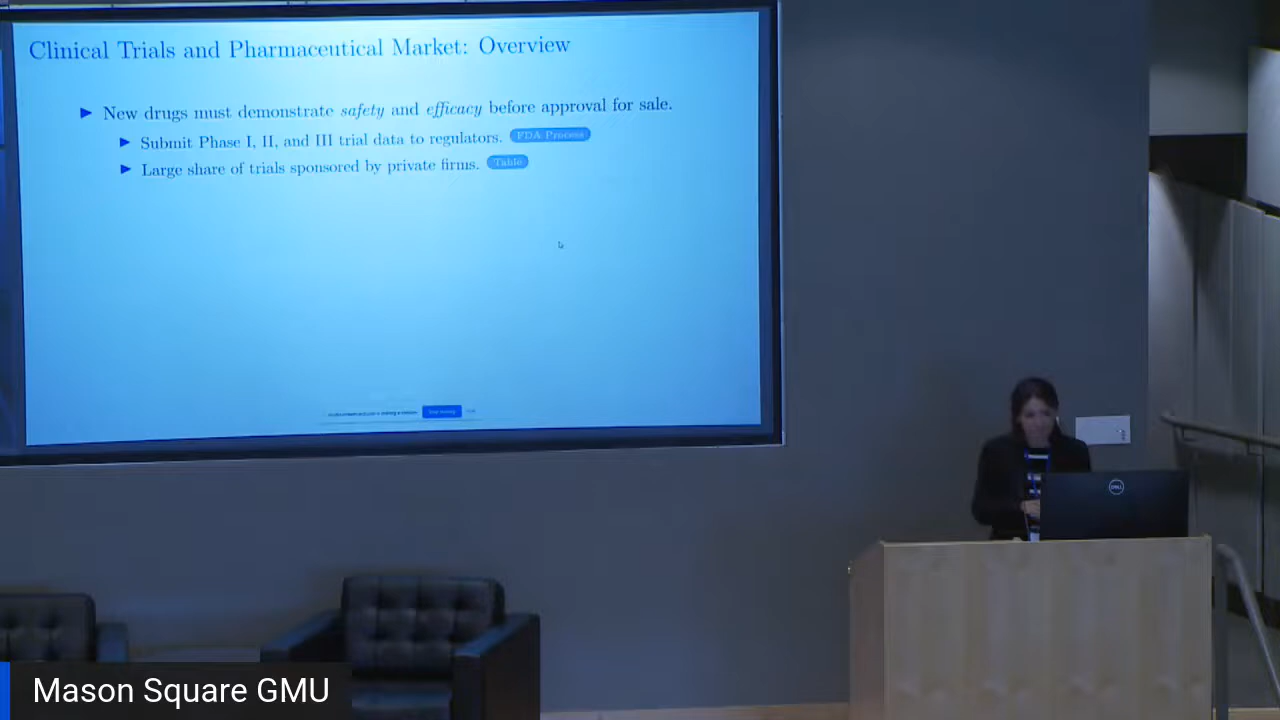 Clinical Trials and Pharmaceutical Market: Overview
New drugs must demonstrate safety and efficacy before approval for sale.
Submit Phase I, II, and III trial data to regulators. FDA Process
Large share of trials sponsored by private firms. Table
DELL
Mason Square GMU